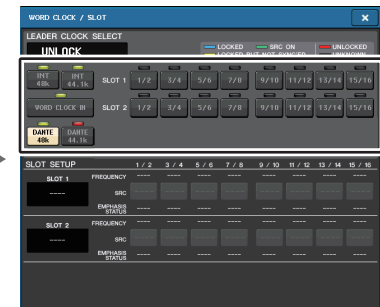 WORD CLOCK / SLOT
LEADER CLOCK SELECT
UNLOCK
LOCKED SRC ON UNLOCKED
LOCKED BUT NOT SYNC'ED UNKNOWN
INT 48k INT 44.1k SLOT 1 1/2 3/4 5/6 7/8 9/10 11/12 13/14 15/16
WORD CLOCK IN SLOT 2 1/2 3/4 5/6 7/8 9/10 11/12 13/14 15/16
DANTE 48k DANTE 44.1k
SLOT SETUP 1 / 2 3 / 4 5 / 6 7 / 8 9 / 10 11 / 12 13 / 14 15 / 16
SLOT 1 FREQUENCY ---- ---- ---- ---- ---- ---- ---- ----
---- SRC ---- ---- ---- ---- ---- ---- ---- ----
EMPHASIS STATUS ---- ---- ---- ---- ---- ---- ---- ----
SLOT 2 FREQUENCY ---- ---- ---- ---- ---- ---- ---- ----
---- SRC ---- ---- ---- ---- ---- ---- ---- ----
EMPHASIS STATUS ---- ---- ---- ---- ---- ---- ---- ----